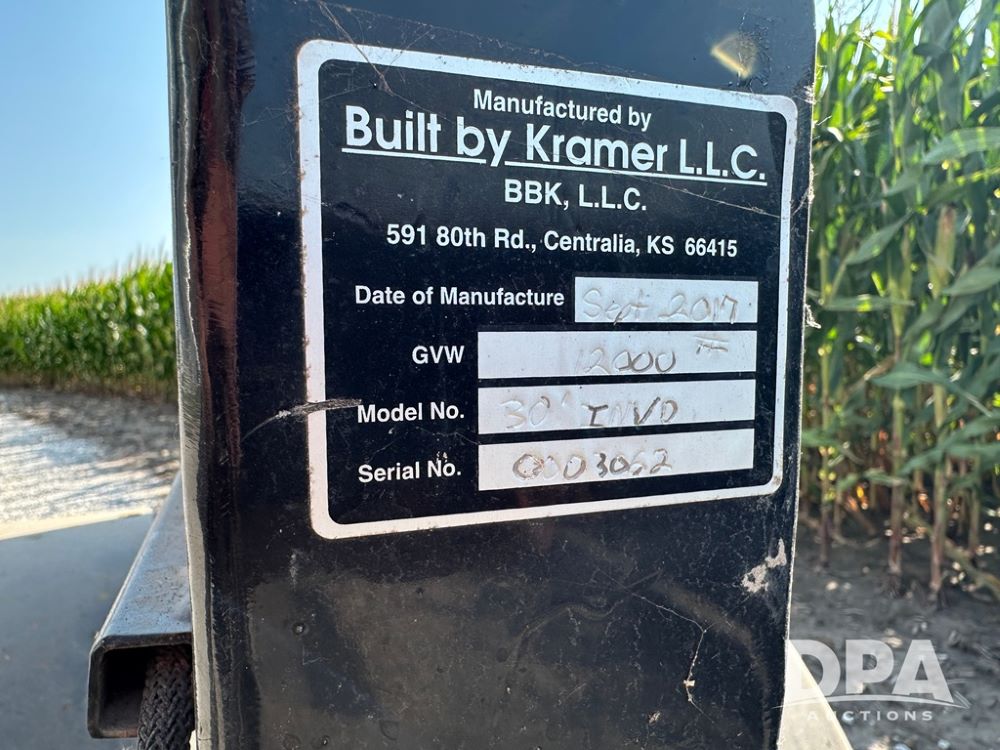 Manufactured by
Built by Kramer L.L.C.
BBK, L.L.C.
591 80th Rd., Centralia, KS 66415
Date of Manufacture Sept 2017
GVW 12000 #
Model No. 30' INVD
Serial No. 0003052
DPA
AUCTIONS